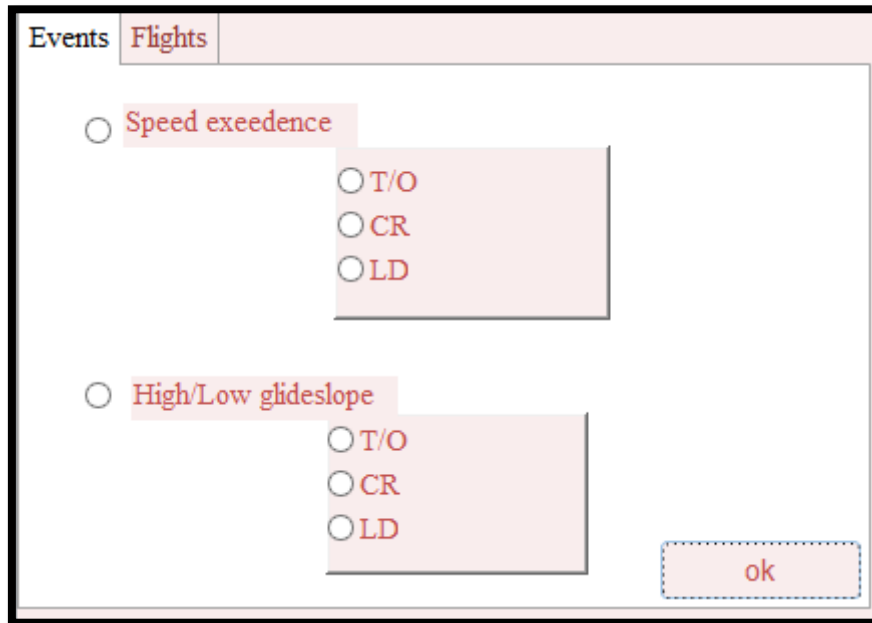 Events Flights
Speed exeedence
T/O
CR
LD
High/Low glideslope
T/O
CR
LD
ok